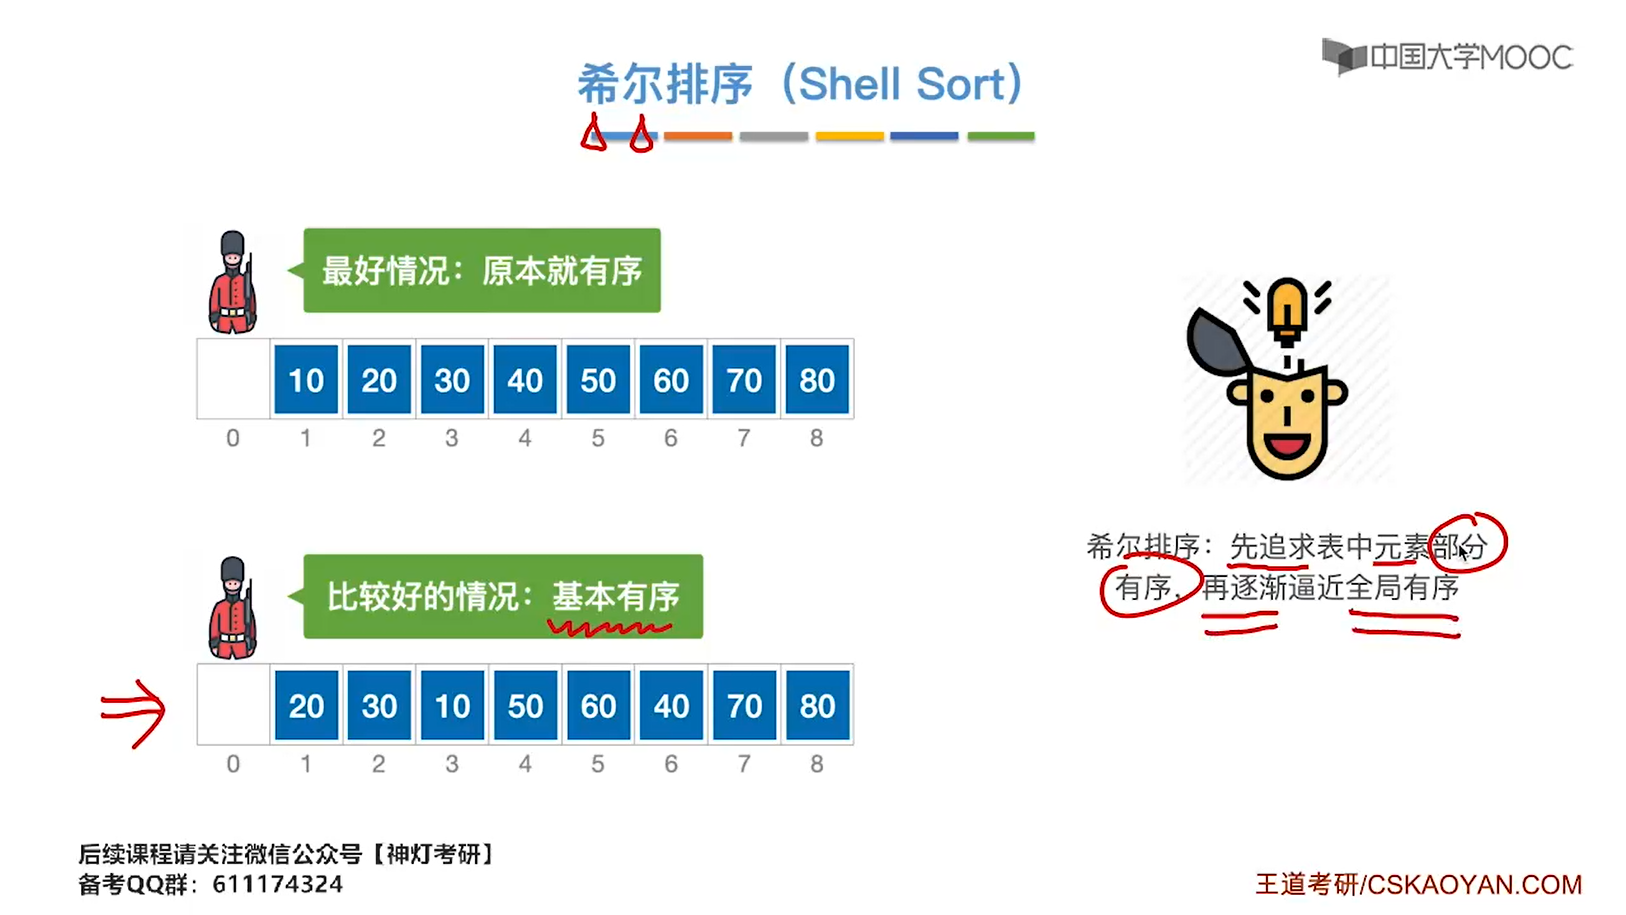 中国大学MOOC
希尔排序（Shell Sort）
最好情况：原本就有序
10 20 30 40 50 60 70 80
0 1 2 3 4 5 6 7 8
希尔排序：先追求表中元素部分
有序，再逐渐逼近全局有序
比较好的情况：基本有序
20 30 10 50 60 40 70 80
0 1 2 3 4 5 6 7 8
后续课程请关注微信公众号【神灯考研】
备考QQ群：611174324
王道考研/CSKAOYAN.COM